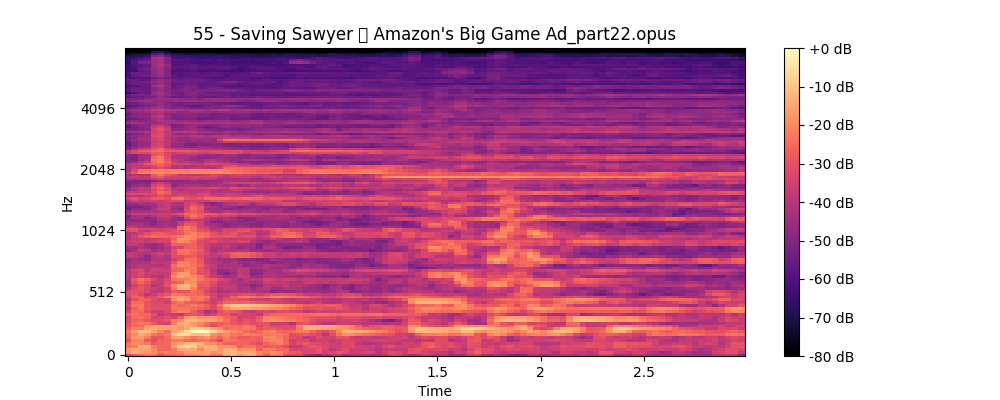 55 - Saving Sawyer ▯ Amazon's Big Game Ad_part22.opus
Hz
4096
2048
1024
512
0
0
0.5
1
1.5
2
2.5
Time
+0 dB
-10 dB
-20 dB
-30 dB
-40 dB
-50 dB
-60 dB
-70 dB
-80 dB